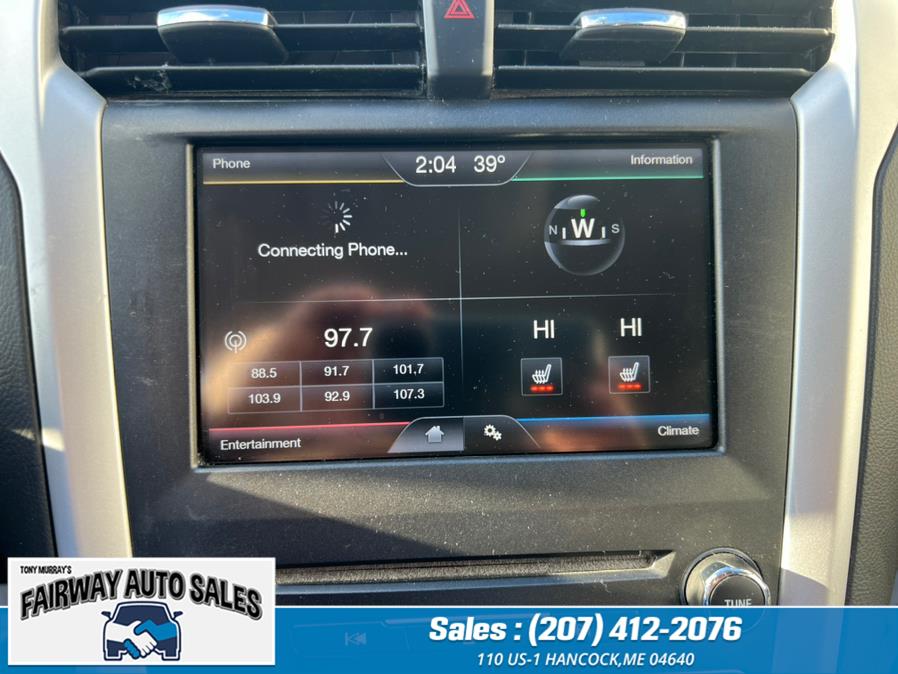 Phone
2:04 39°
Information
Connecting Phone...
N W S
97.7
HI HI
88.5 91.7 101.7
103.9 92.9 107.3
Entertainment
Climate
TUNE
TONY MURRAY'S
FAIRWAY AUTO SALES
Sales : (207) 412-2076
110 US-1 HANCOCK,ME 04640